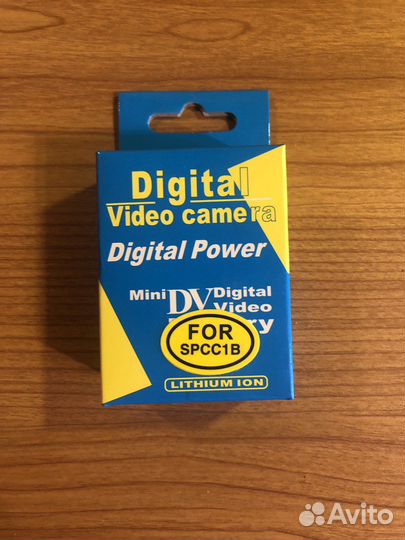 Digital
Video camera
Digital Power
Mini DV Digital
Video
FOR
SPCC1B
LITHIUM ION
Avito